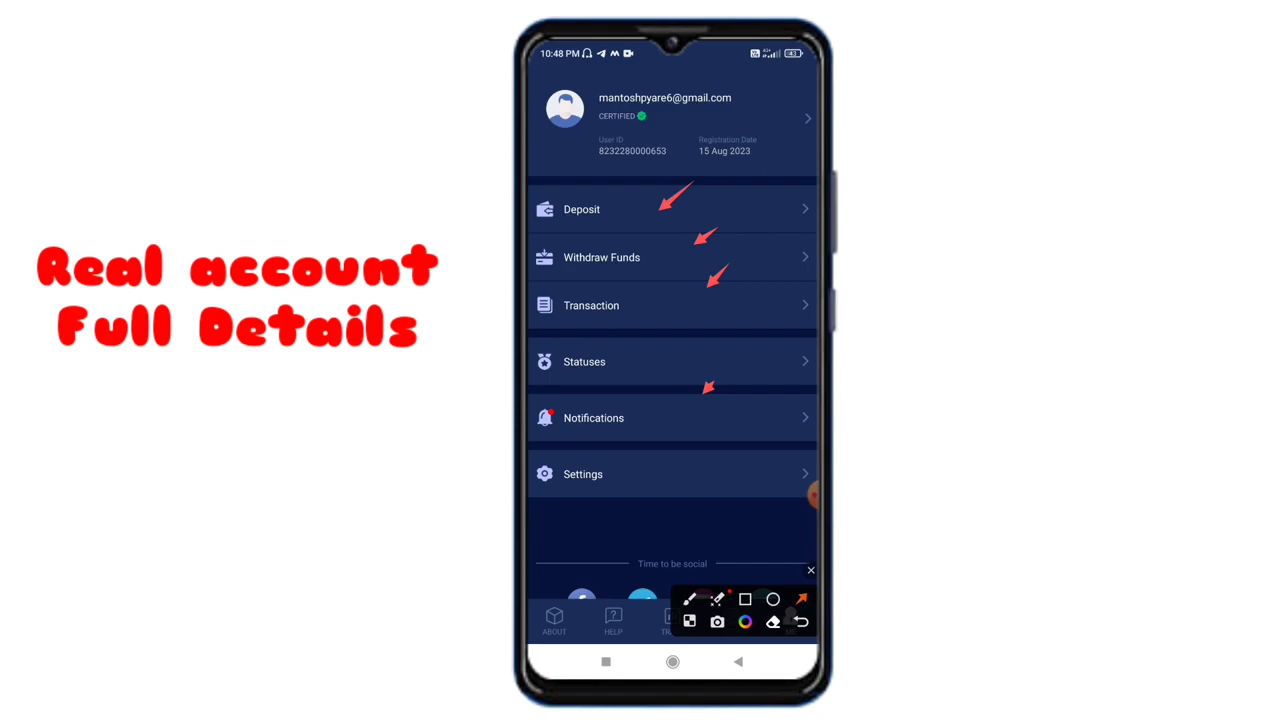 Real account
Full Details
10:48 PM
43
mantoshpyare6@gmail.com
CERTIFIED
User ID
Registration Date
8232280000653
15 Aug 2023
Deposit
Withdraw Funds
Transaction
Statuses
Notifications
Settings
Time to be social
ABOUT
HELP